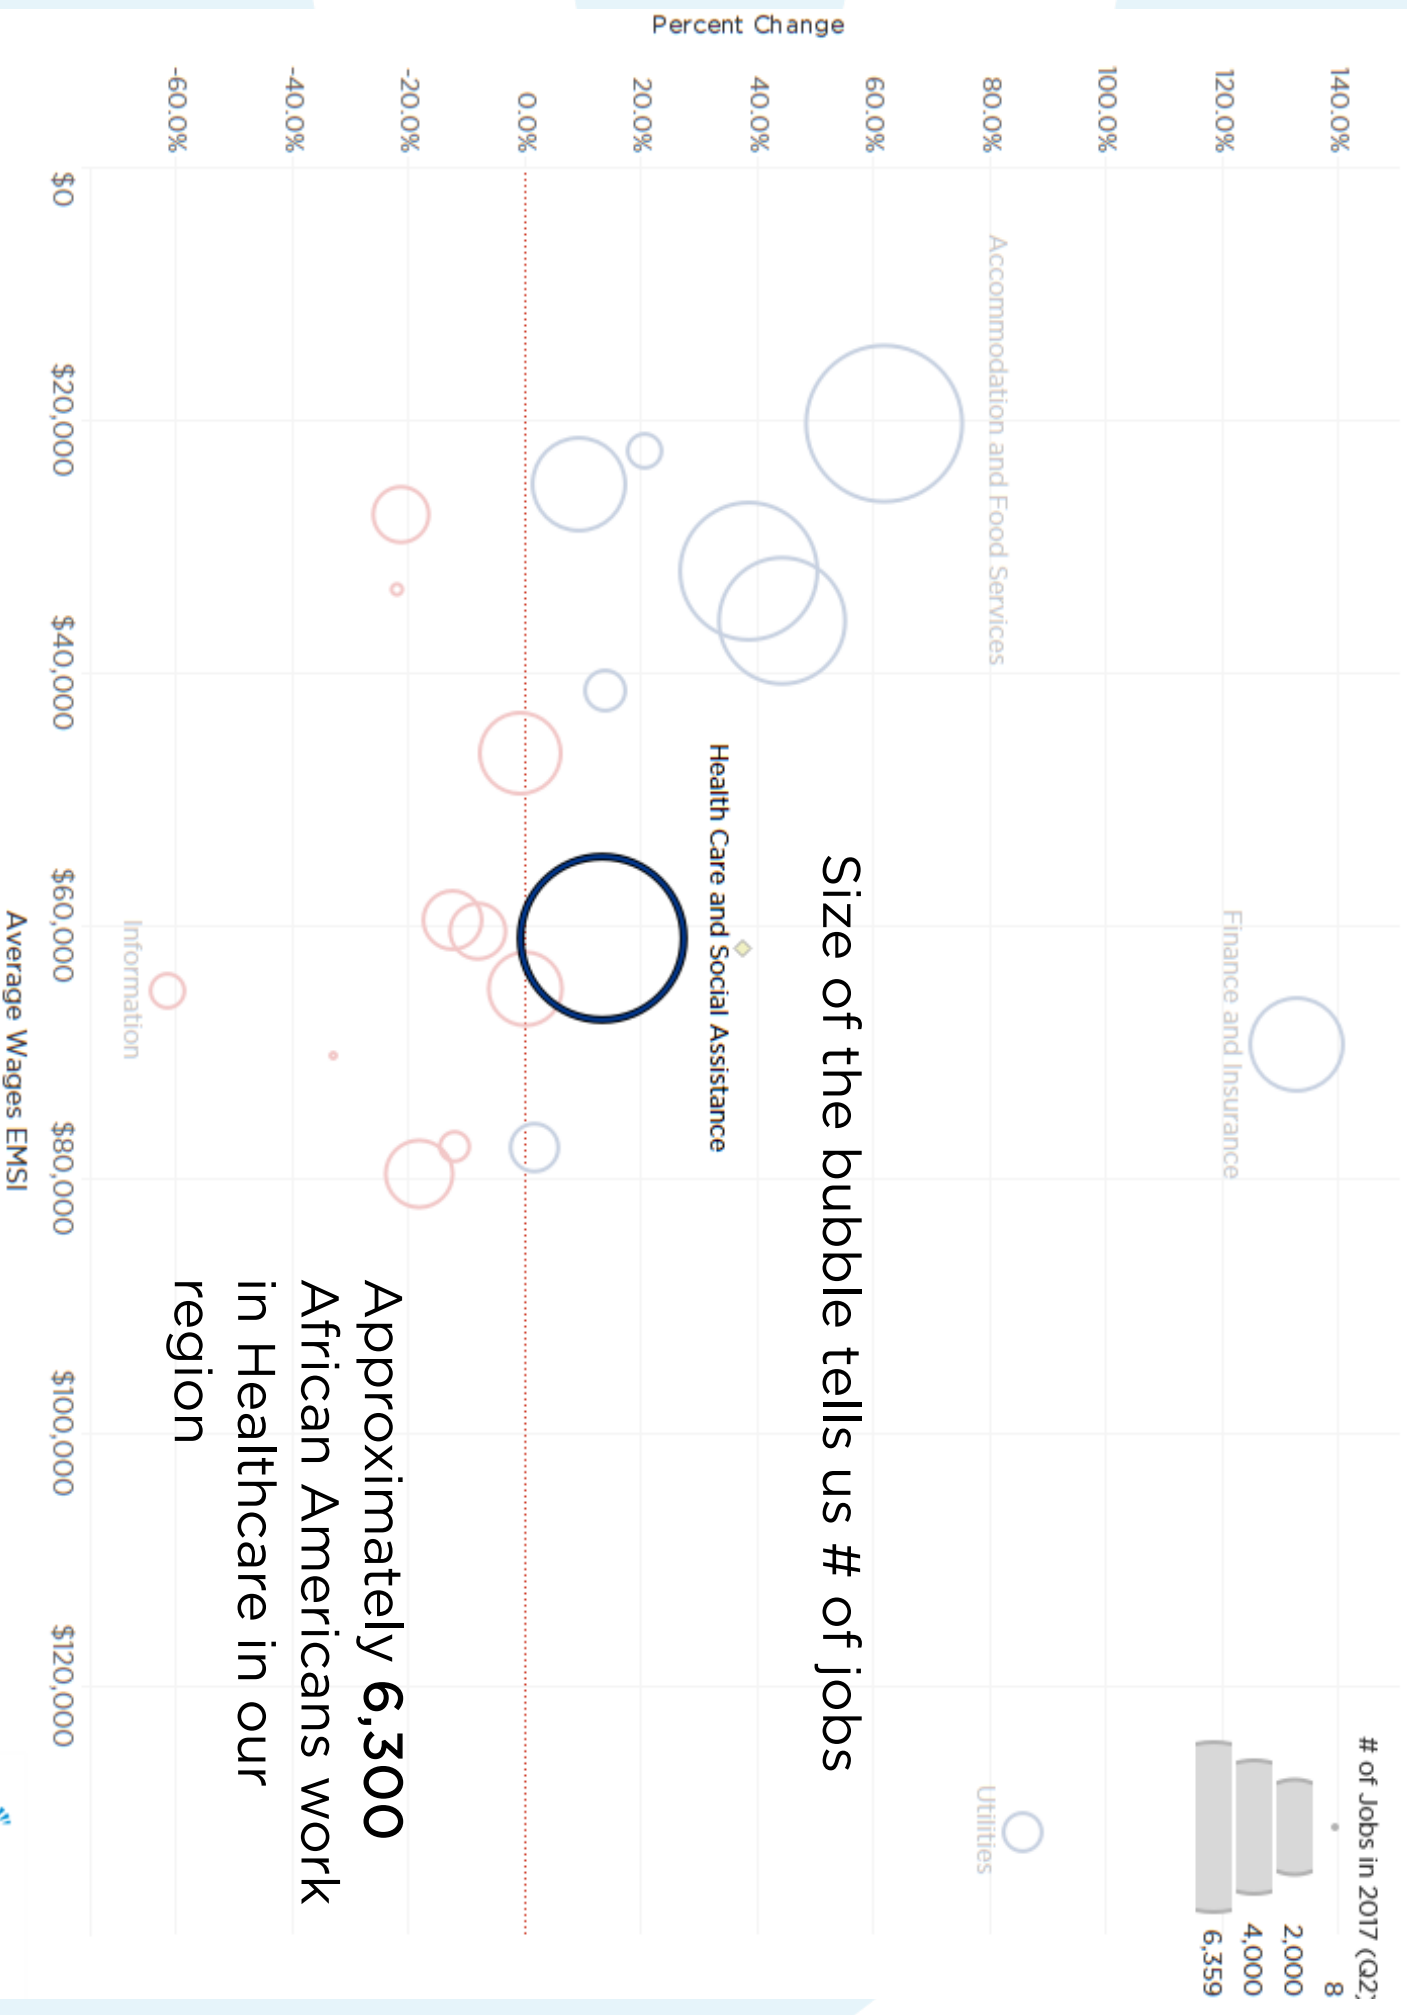 # of Jobs in 2017 (Q2)
8
2,000
4,000
6,359
Percent Change
140.0%
120.0%
100.0%
80.0%
60.0%
40.0%
20.0%
0.0%
-20.0%
-40.0%
-60.0%
Finance and Insurance
Accommodation and Food Services
Utilities
Size of the bubble tells us # of jobs
Health Care and Social Assistance
Approximately 6,300
African Americans work
in Healthcare in our
region
Information
$0
$20,000
$40,000
$60,000
$80,000
$100,000
$120,000
Average Wages EMSI